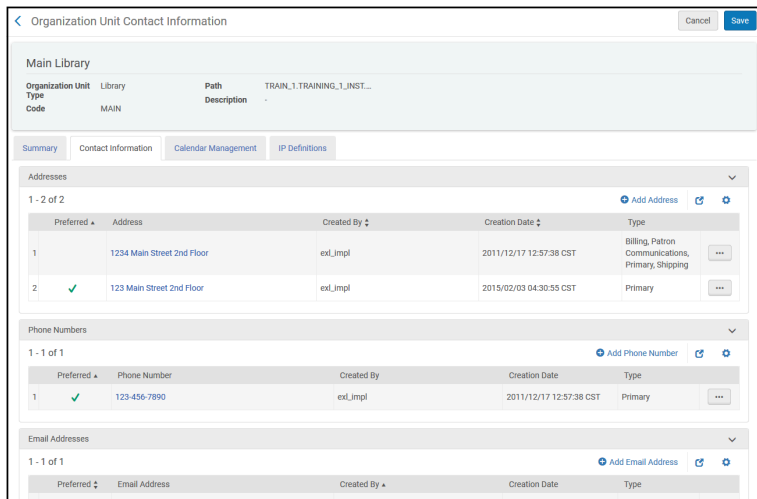 Organization Unit Contact Information
Cancel
Save
Main Library
Organization Unit Type Library Path TRAIN_1.TRAINING_1_INST....
Code MAIN Description -
Summary Contact Information Calendar Management IP Definitions
Addresses
1 - 2 of 2 Add Address
Preferred Address Created By Creation Date Type
1 1234 Main Street 2nd Floor exl_impl 2011/12/17 12:57:38 CST Billing, Patron Communications, Primary, Shipping
2 123 Main Street 2nd Floor exl_impl 2015/02/03 04:30:55 CST Primary
Phone Numbers
1 - 1 of 1 Add Phone Number
Preferred Phone Number Created By Creation Date Type
1 123-456-7890 exl_impl 2011/12/17 12:57:38 CST Primary
Email Addresses
1 - 1 of 1 Add Email Address
Preferred Email Address Created By Creation Date Type